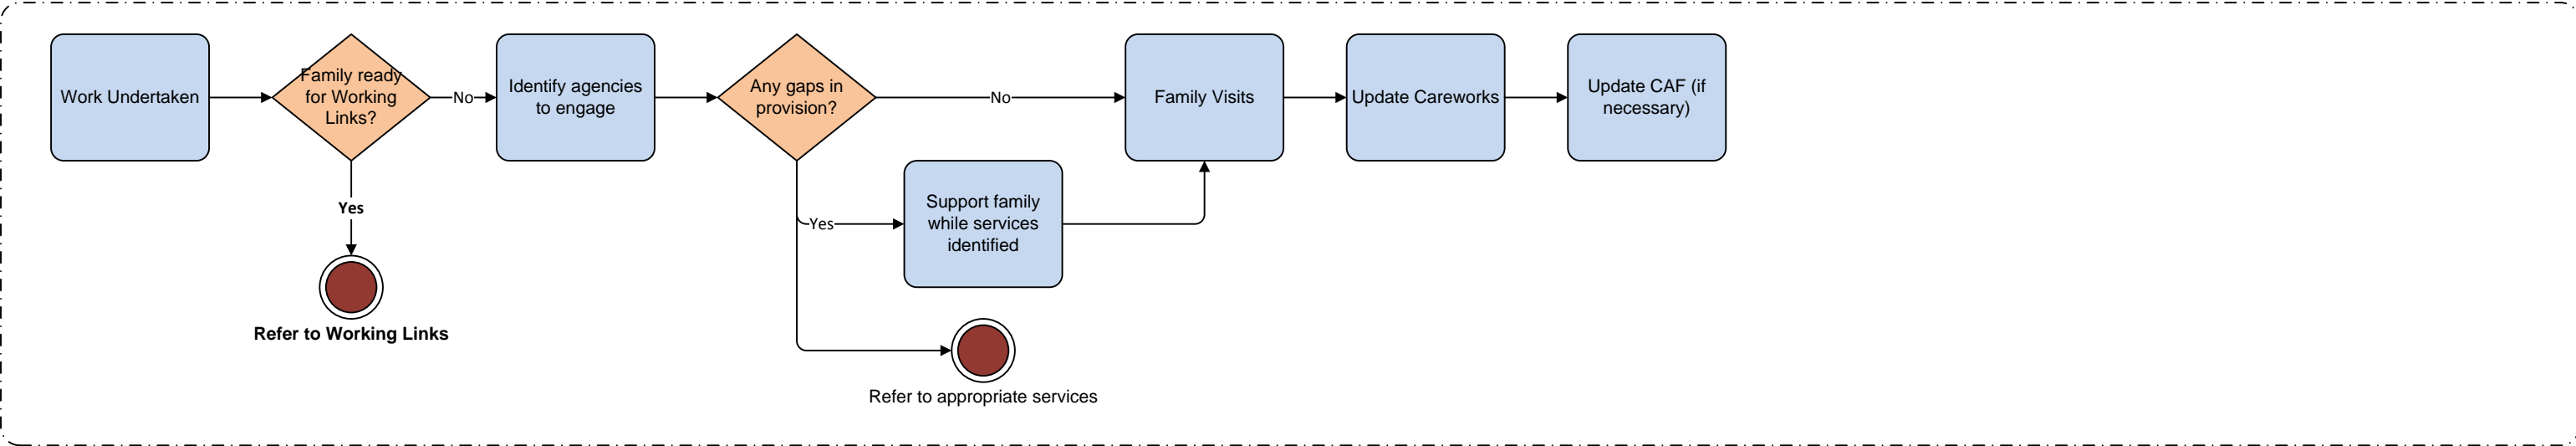 Work Undertaken
Family ready
for Working
Links?
No
Identify agencies
to engage
Any gaps in
provision?
No
Family Visits
Update Careworks
Update CAF (if
necessary)
Yes
Yes
Support family
while services
identified
Refer to Working Links
Refer to appropriate services